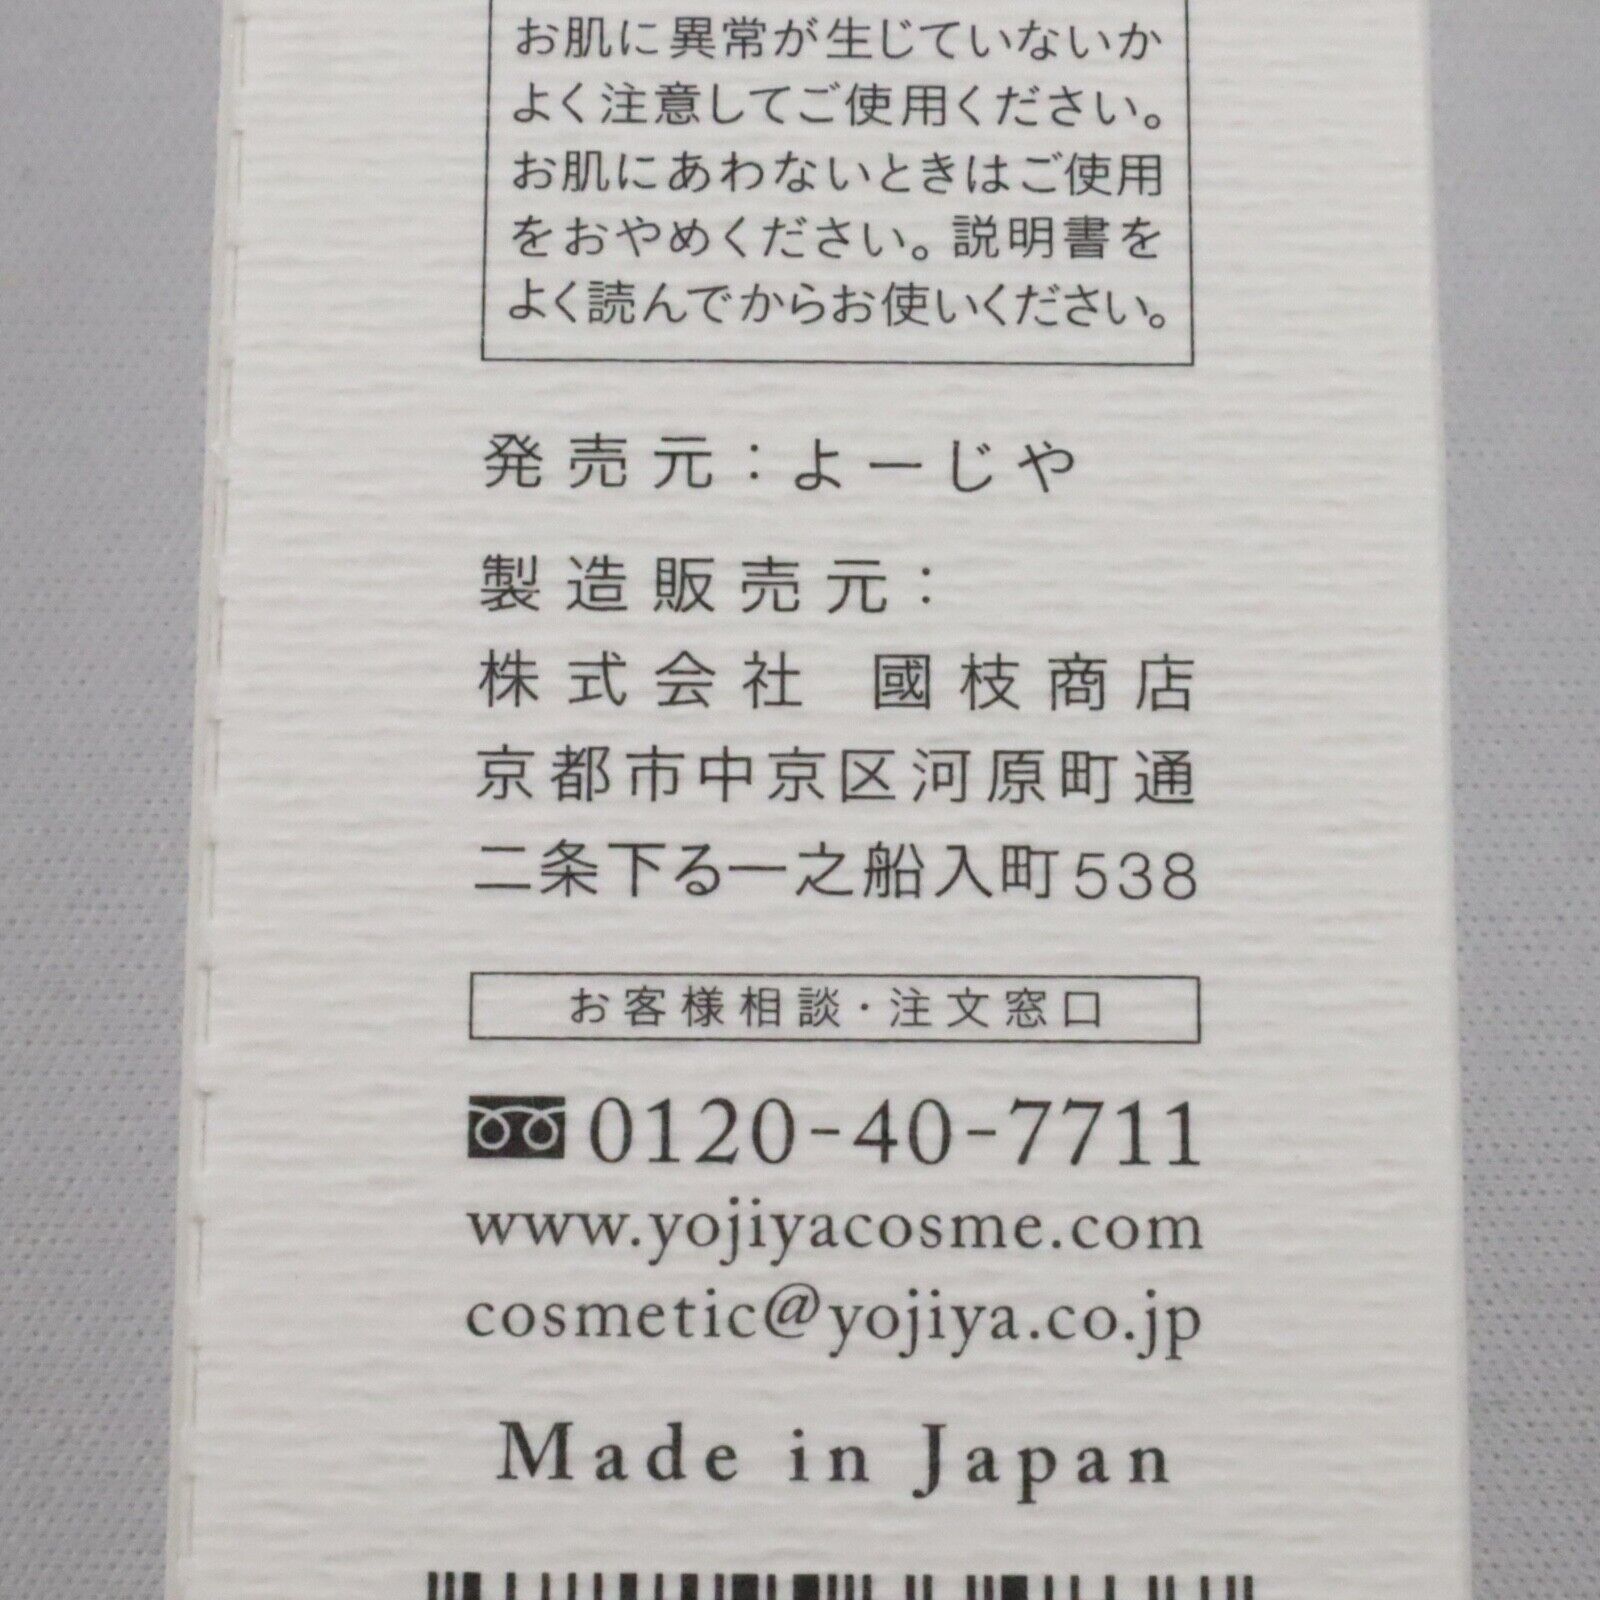 お肌に異常が生じていないか
よく注意してご使用ください。
お肌にあわないときはご使用
をおやめください。説明書を
よく読んでからお使いください。
発売元：よーじや
製造販売元：
株式会社 國枝商店
京都市中京区河原町通
二条下る一之船入町538
お客様相談・注文窓口
0120-40-7711
www.yojiyacosme.com
cosmetic@yojiya.co.jp
Made in Japan